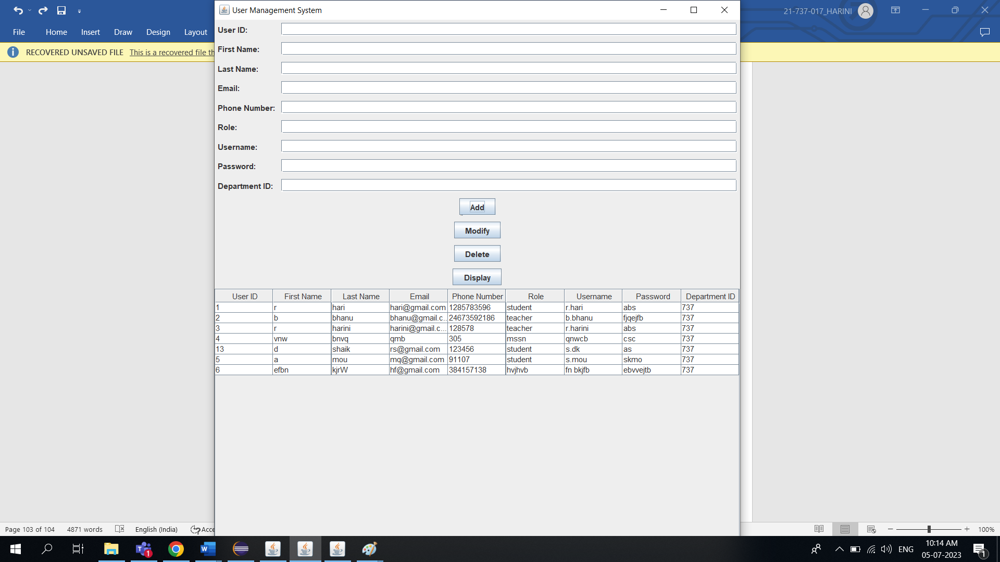 User Management System
21-737-017_HARINI
File Home Insert Draw Design Layout
RECOVERED UNSAVED FILE This is a recovered file th
User ID:
First Name:
Last Name:
Email:
Phone Number:
Role:
Username:
Password:
Department ID:
Add
Modify
Delete
Display
User ID First Name Last Name Email Phone Number Role Username Password Department ID
1 r hari hari@gmail.com 1285783596 student r.hari abs 737
2 b bhanu bhanu@gmail.c... 24673592186 teacher b.bhanu fjqejfb 737
3 r harini harini@gmail.c... 128578 teacher r.harini abs 737
4 vnw bnvq qmb 305 mssn qnwcb csc 737
13 d shaik rs@gmail.com 123456 student s.dk as 737
5 a mou mq@gmail.com 91107 student s.mou skmo 737
6 efbn kjrW hf@gmail.com 384157138 hvjhvb fn bkjfb ebvvejtb 737
Page 103 of 104 4871 words English (India) Acce 100%
1 W ENG 10:14 AM
05-07-2023 1